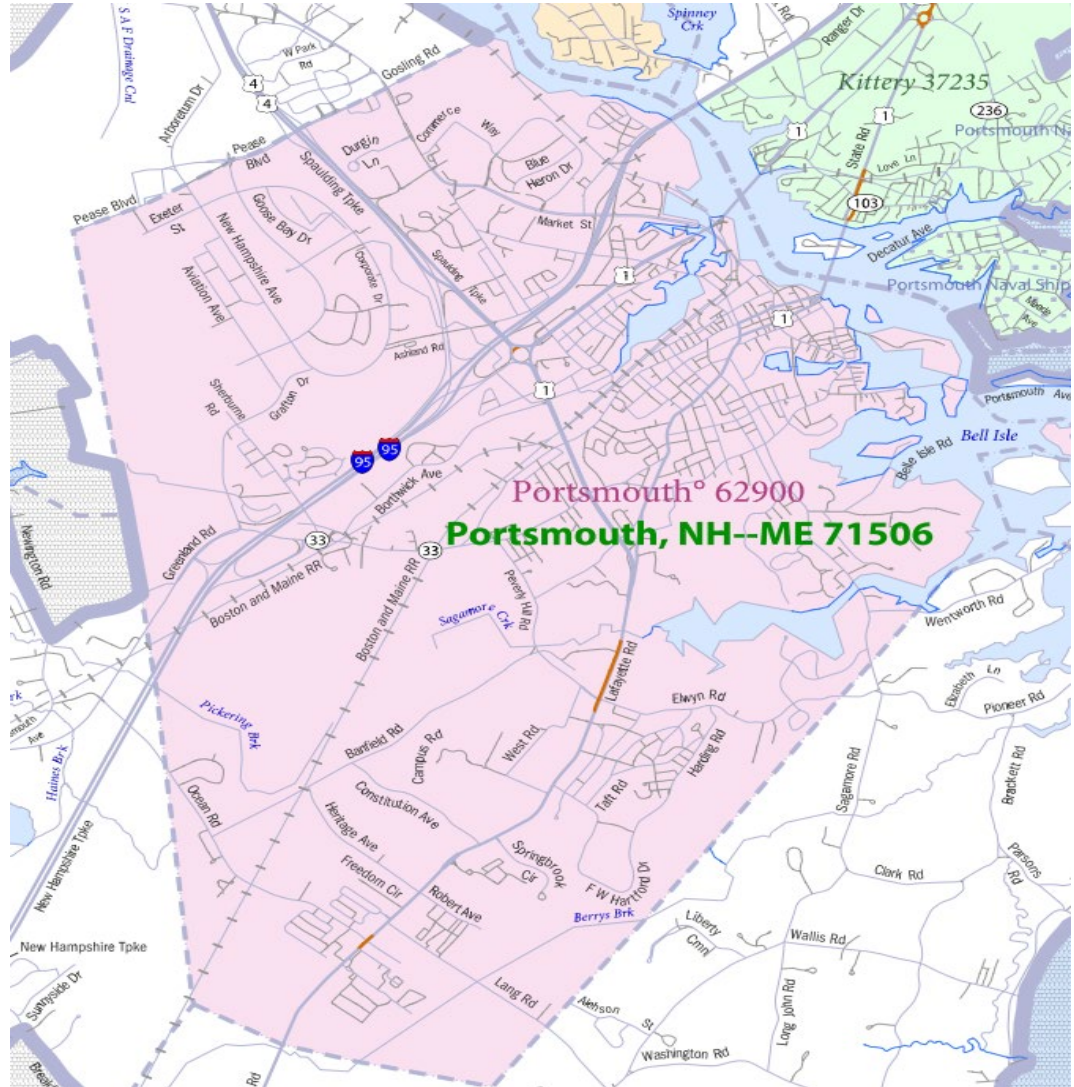 Spinney
Crk
Ranger Dr
S A F Drainage Cnl
W Park
Rd
Gosling Rd
4
4
Arboretum Dr
Kittery 37235
236
1
1
Portsmouth Na
State Rd
Love Ln
103
Pease
Blvd
Durgin
Ln
Commerce
Way
Blue
Heron Dr
Spaulding Tpke
Pease Blvd
Exeter
St
Goose Bay Dr
New Hampshire Ave
Market St
Decatur Ave
Aviation Ave
Corporate Dr
Spaulding
Tpke
1
Portsmouth Naval Ship
Meade
Ave
1
Ashland Rd
Sherburne
Rd
Grafton Dr
1
Portsmouth Ave
Bell Isle
Belle Isle Rd
95
95
Borthwick Ave
Portsmouth° 62900
Portsmouth, NH--ME 71506
Newington Rd
Greenland Rd
33
33
Boston and Maine RR
Boston and Maine RR
Peverly Hill Rd
Sagamore Crk
Wentworth Rd
Lafayette Rd
Elwyn Rd
Elizabeth Ln
Pioneer Rd
Pickering Brk
Banfield Rd
Campus Rd
West Rd
Harding Rd
Sagamore Rd
Brackett Rd
Haines Brk
Ave
Ocean Rd
Constitution Ave
Heritage Ave
Taft Rd
Springbrook
Cir
F W Hartford Dr
New Hampshire Tpke
Freedom Cir
Robert Ave
Berrys Brk
Clark Rd
Parsons
Rd
Liberty
Cmn
Wallis Rd
New Hampshire Tpke
Sunnyside Dr
Lang Rd
St
Long John Rd
Washington Rd
Rd